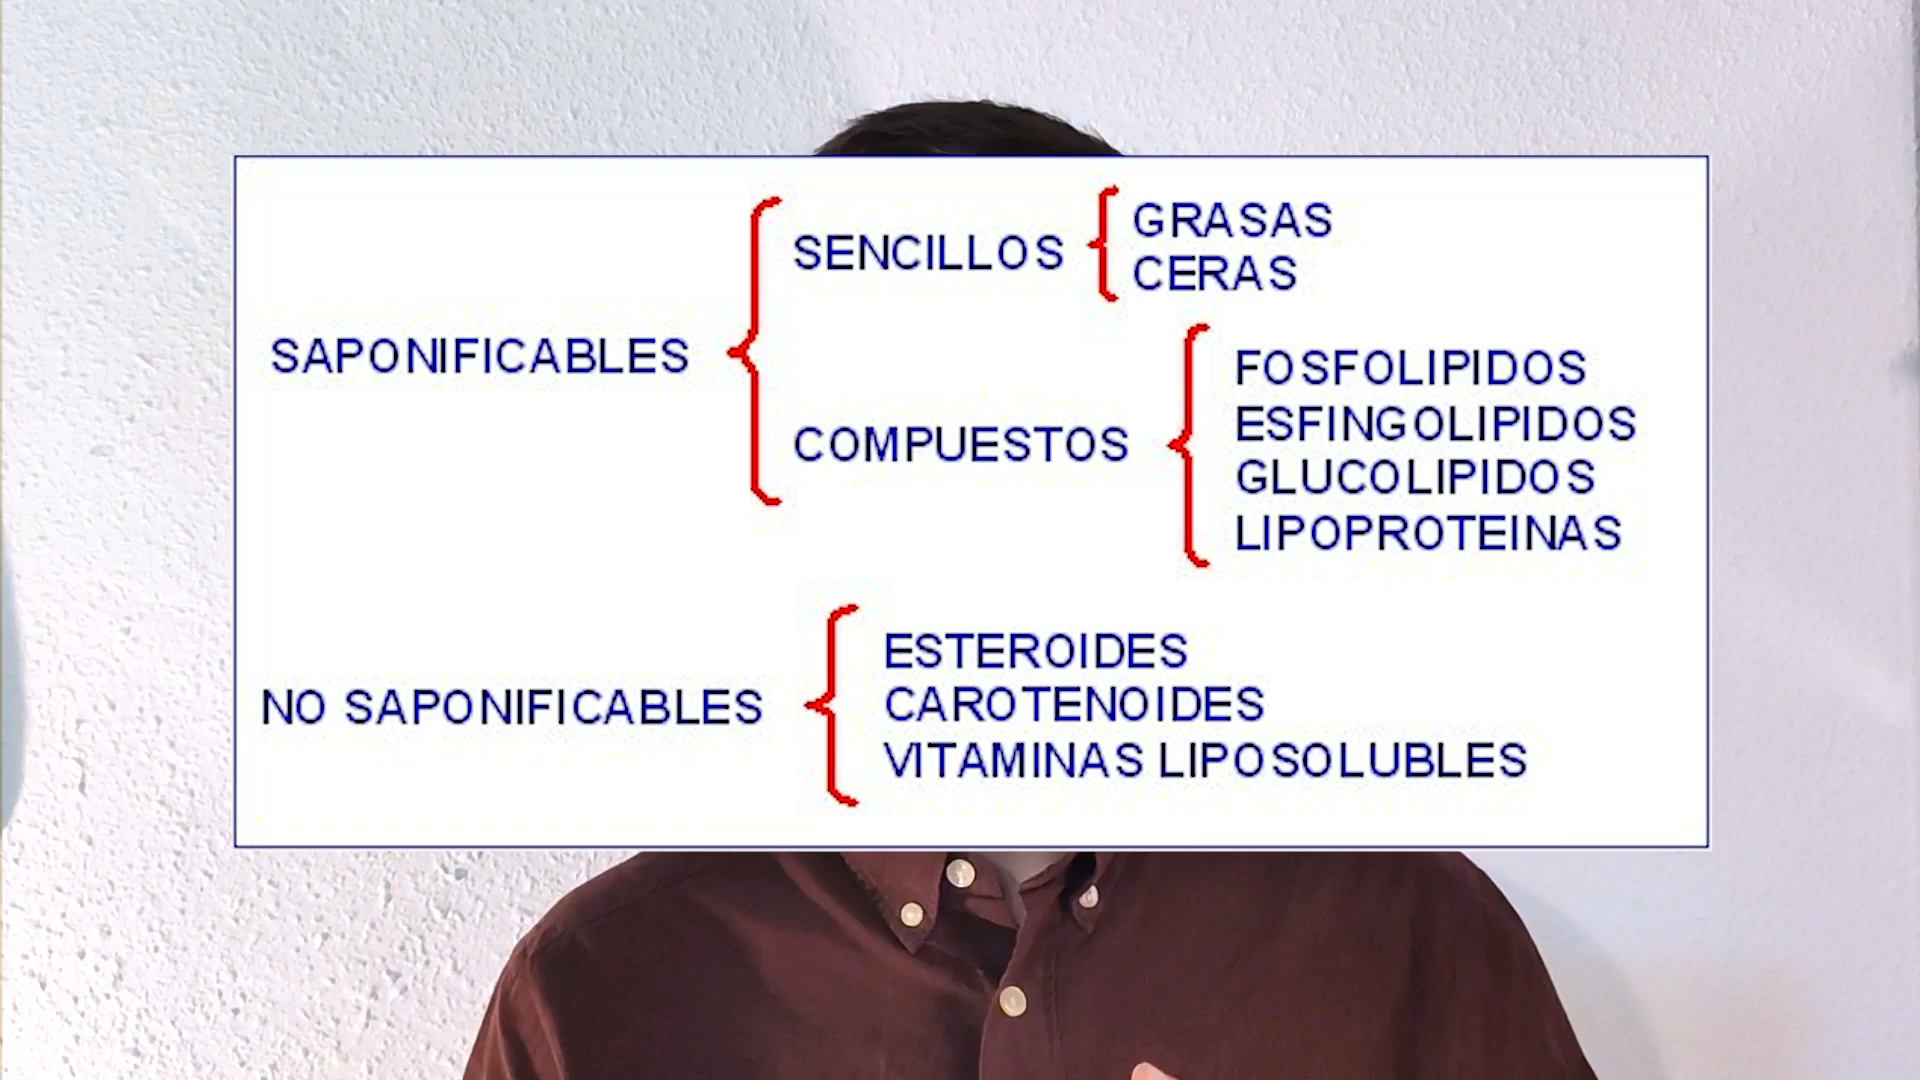 SAPONIFICABLES
SENCILLOS
GRASAS
CERAS
COMPUESTOS
FOSFOLIPIDOS
ESFINGOLIPIDOS
GLUCOLIPIDOS
LIPOPROTEINAS
NO SAPONIFICABLES
ESTEROIDES
CAROTENOIDES
VITAMINAS LIPOSOLUBLES